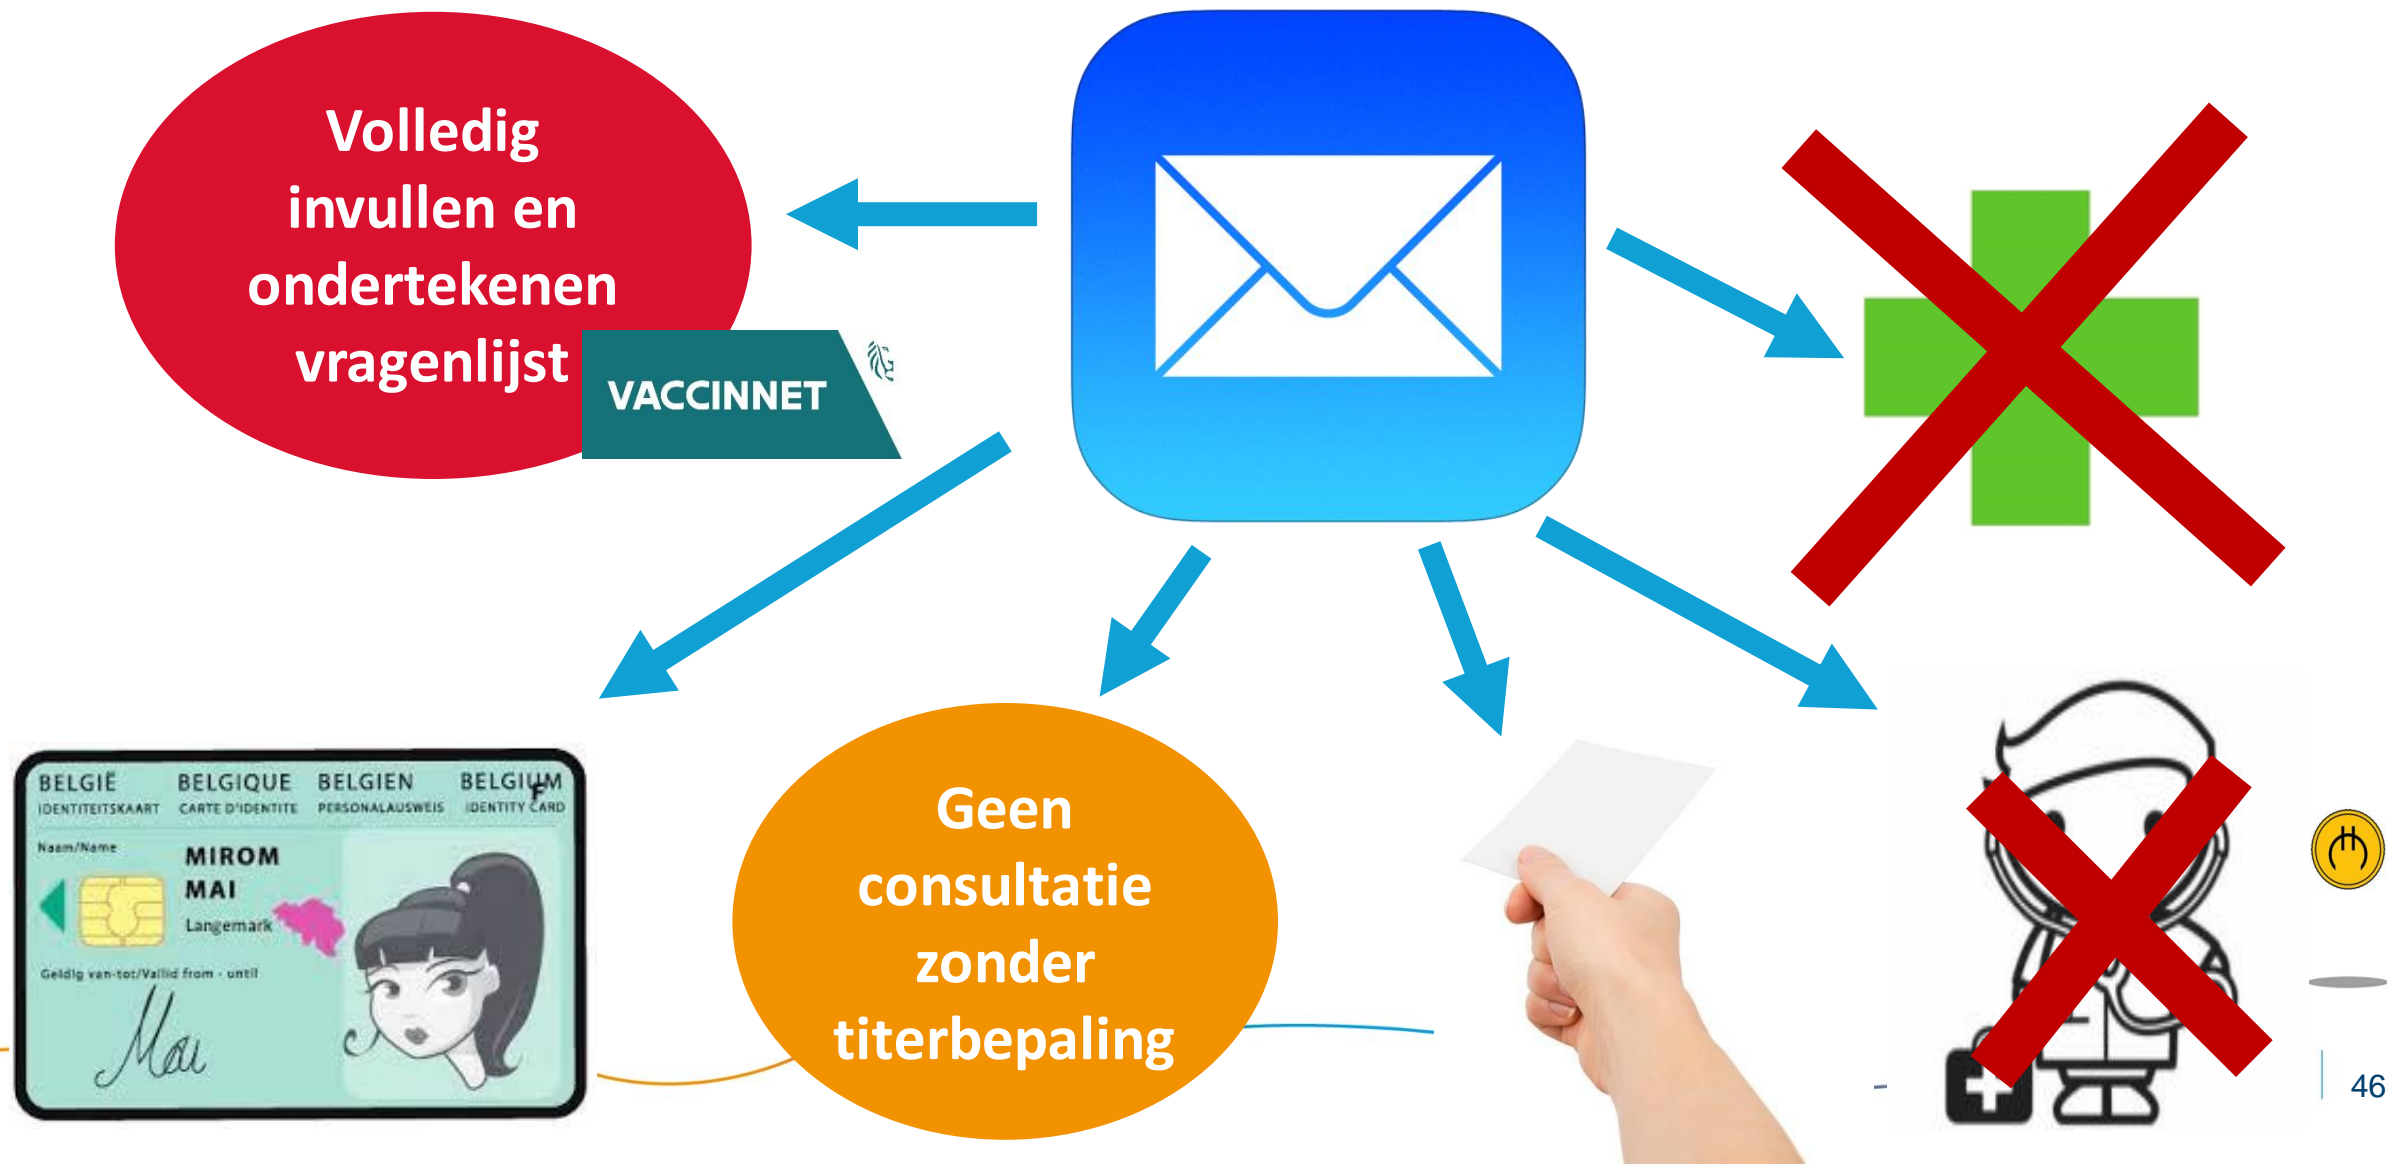 Volledig
invullen en
ondertekenen
vragenlijst
VACCINNET
BELGIË BELGIQUE BELGIEN BELGIUM
IDENTITEITSKAART CARTE D'IDENTITE PERSONALAUSWEIS IDENTITY CARD
F
Naam/Name
MIROM
MAI
Langemark
Geldig van-tot/Vallid from - until
Mai
Geen
consultatie
zonder
titerbepaling
46